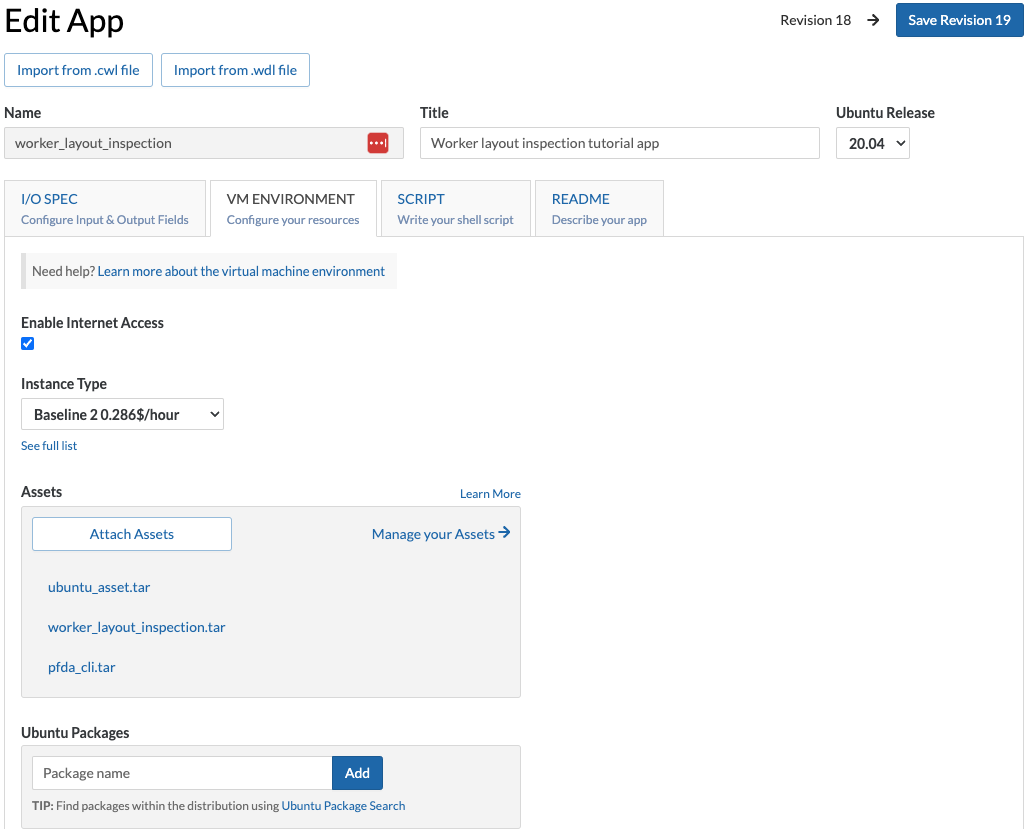 Edit App
Revision 18 → Save Revision 19
Import from .cwl file Import from .wdl file
Name Title Ubuntu Release
worker_layout_inspection Worker layout inspection tutorial app 20.04
I/O SPEC VM ENVIRONMENT SCRIPT README
Configure Input & Output Fields Configure your resources Write your shell script Describe your app
Need help? Learn more about the virtual machine environment
Enable Internet Access
Instance Type
Baseline 2 0.286$/hour
See full list
Assets Learn More
Attach Assets Manage your Assets →
ubuntu_asset.tar
worker_layout_inspection.tar
pfda_cli.tar
Ubuntu Packages
Package name Add
TIP: Find packages within the distribution using Ubuntu Package Search